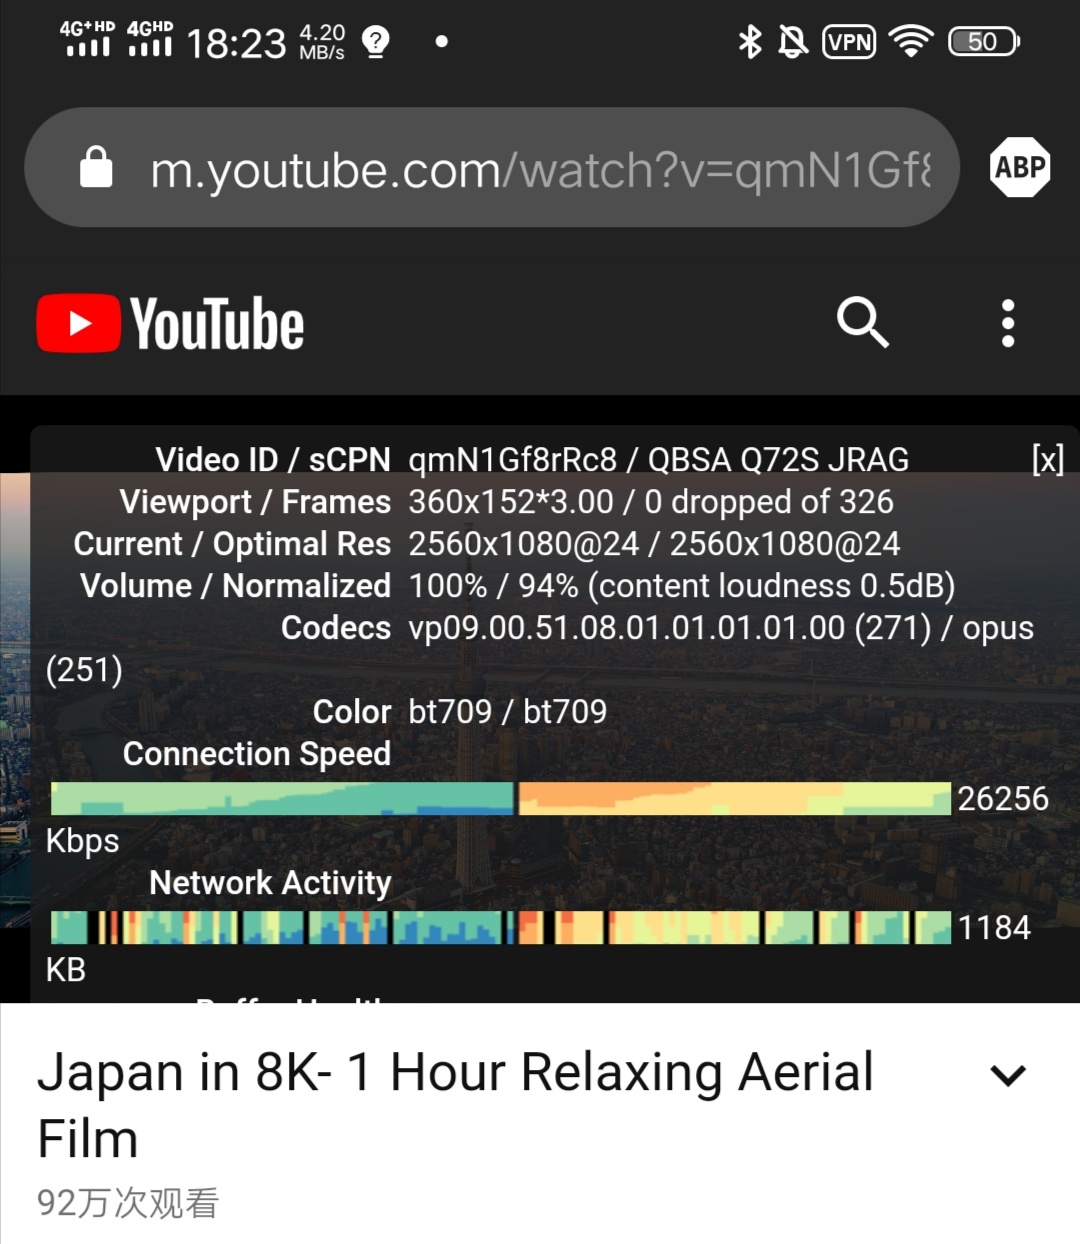 4G+HD 4GHD 18:23 4.20 MB/s ? VPN 50
m.youtube.com/watch?v=qmN1Gf8
ABP
YouTube
Video ID / sCPN qmN1Gf8rRc8 / QBSA Q72S JRAG [x]
Viewport / Frames 360x152*3.00 / 0 dropped of 326
Current / Optimal Res 2560x1080@24 / 2560x1080@24
Volume / Normalized 100% / 94% (content loudness 0.5dB)
Codecs vp09.00.51.08.01.01.01.01.00 (271) / opus
(251)
Color bt709 / bt709
Connection Speed
26256
Kbps
Network Activity
1184
KB
Buffer Health
Japan in 8K- 1 Hour Relaxing Aerial
Film
92万次观看